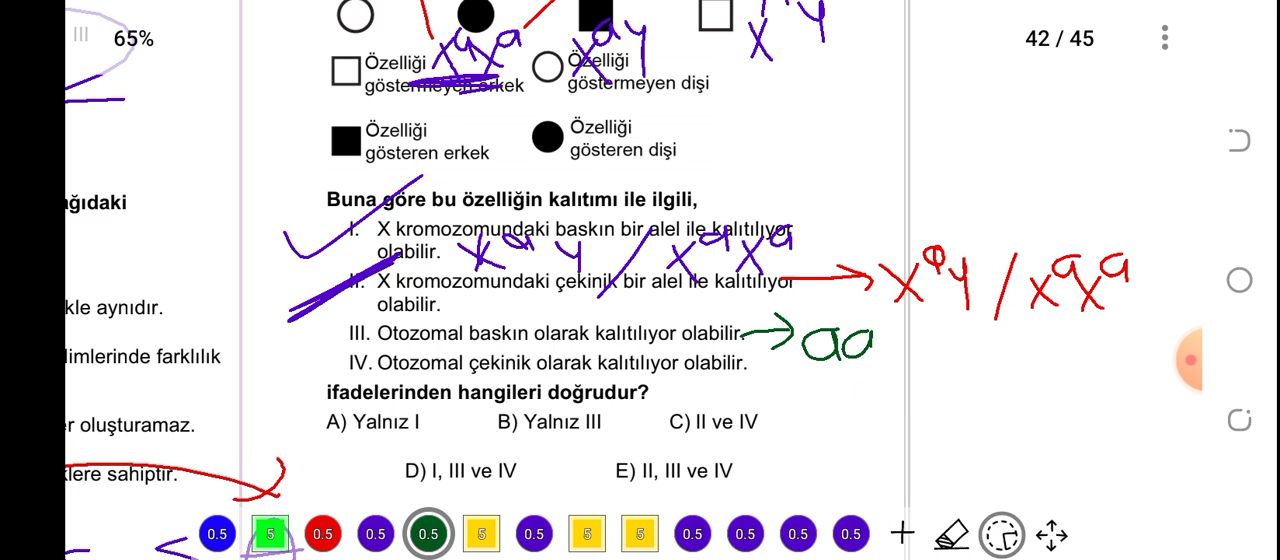 65%
42 / 45
X^a X^a
X^a y
X y
Özelliği
göstermeyen erkek
Özelliği
göstermeyen dişi
Özelliği
gösteren erkek
Özelliği
gösteren dişi
ağıdaki
kle aynıdır.
limlerinde farklılık
er oluşturamaz.
klere sahiptir.
Buna göre bu özelliğin kalıtımı ile ilgili,
I. X kromozomundaki baskın bir alel ile kalıtılıyor
olabilir.
X^a y / X^a X^a
II. X kromozomundaki çekinik bir alel ile kalıtılıyor
olabilir.
X^a y / X^a X^a
III. Otozomal baskın olarak kalıtılıyor olabilir.
aa
IV. Otozomal çekinik olarak kalıtılıyor olabilir.
ifadelerinden hangileri doğrudur?
A) Yalnız I B) Yalnız III C) II ve IV
D) I, III ve IV E) II, III ve IV
0.5 5 0.5 0.5 0.5 5 0.5 5 5 0.5 0.5 0.5 0.5